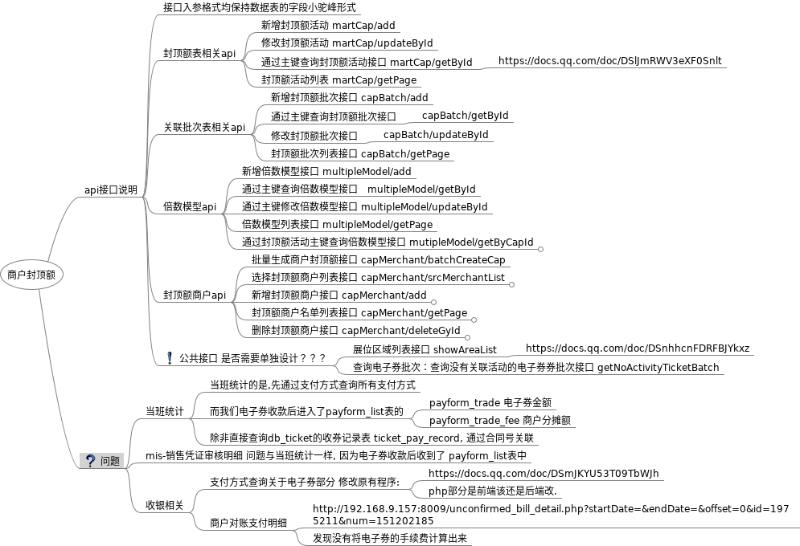 接口入参格式均保持数据表的字段小驼峰形式
新增封顶额活动 martCap/add
修改封顶额活动 martCap/updateById
封顶额表相关api
通过主键查询封顶额活动接口 martCap/getById
https://docs.qq.com/doc/DSlJmRWV3eXF0Snlt
封顶额活动列表 martCap/getPage
新增封顶额批次接口 capBatch/add
通过主键查询封顶额批次接口 capBatch/getById
关联批次表相关api
修改封顶额批次接口 capBatch/updateById
封顶额批次列表接口 capBatch/getPage
新增倍数模型接口 multipleModel/add
api接口说明
通过主键查询倍数模型接口 multipleModel/getById
倍数模型api
通过主键修改倍数模型接口 multipleModel/updateById
倍数模型列表接口 multipleModel/getPage
通过封顶额活动主键查询倍数模型接口 mutipleModel/getByCapId
批量生成商户封顶额接口 capMerchant/batchCreateCap
商户封顶额
选择封顶额商户列表接口 capMerchant/srcMerchantList
封顶额商户api
新增封顶额商户接口 capMerchant/add
封顶额商户名单列表接口 capMerchant/getPage
删除封顶额商户接口 capMerchant/deleteGyId
公共接口 是否需要单独设计？？？
展位区域列表接口 showAreaList
https://docs.qq.com/doc/DSnhhcnFDRFBJYkxz
查询电子券批次：查询没有关联活动的电子券券批次接口 getNoActivityTicketBatch
当班统计的是,先通过支付方式查询所有支付方式
当班统计
而我们电子券收款后进入了payform_list表的
payform_trade 电子券金额
payform_trade_fee 商户分摊额
除非直接查询db_ticket的收券记录表 ticket_pay_record, 通过合同号关联
问题
mis-销售凭证审核明细 问题与当班统计一样, 因为电子券收款后收到了 payform_list表中
收银相关
支付方式查询关于电子券部分 修改原有程序;
https://docs.qq.com/doc/DSmJKYU53T09TbWJh
php部分是前端该还是后端改.
商户对账支付明细
http://192.168.9.157:8009/unconfirmed_bill_detail.php?startDate=&endDate=&offset=0&id=197
5211&num=151202185
发现没有将电子券的手续费计算出来